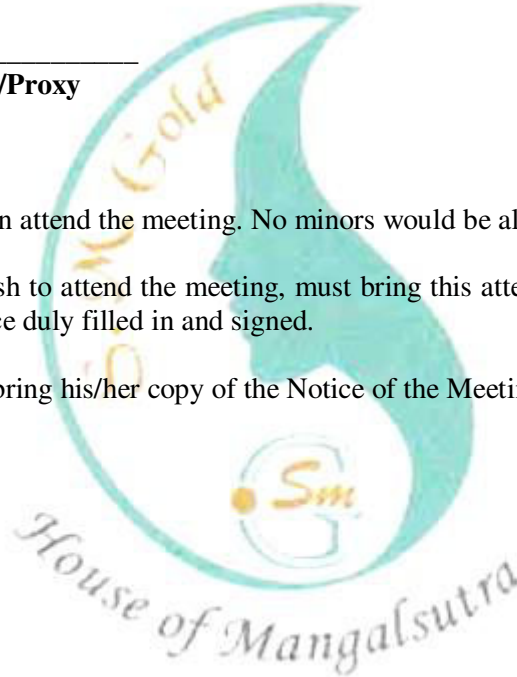 ___________
/Proxy
S. M. Gold
n attend the meeting. No minors would be al
sh to attend the meeting, must bring this atte
ce duly filled in and signed.
bring his/her copy of the Notice of the Meetin
Sm
G
House of Mangalsutra